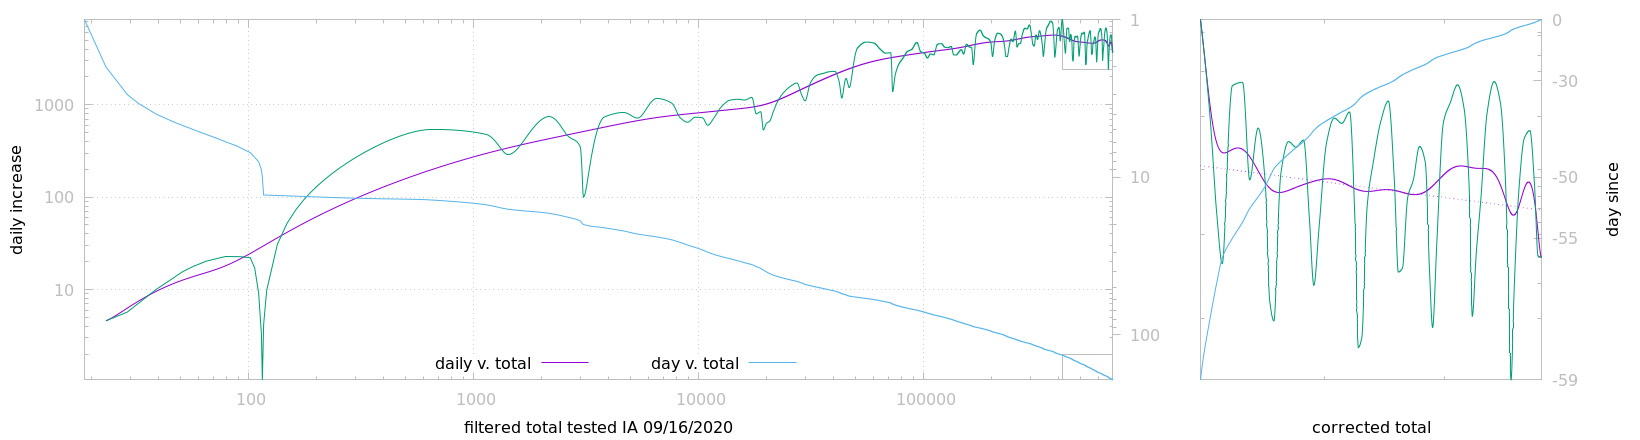 daily increase
1000
100
10
100
1000
10000
100000
1
10
100
daily v. total
day v. total
filtered total tested IA 09/16/2020
0
-30
-50
-55
-59
day since
corrected total